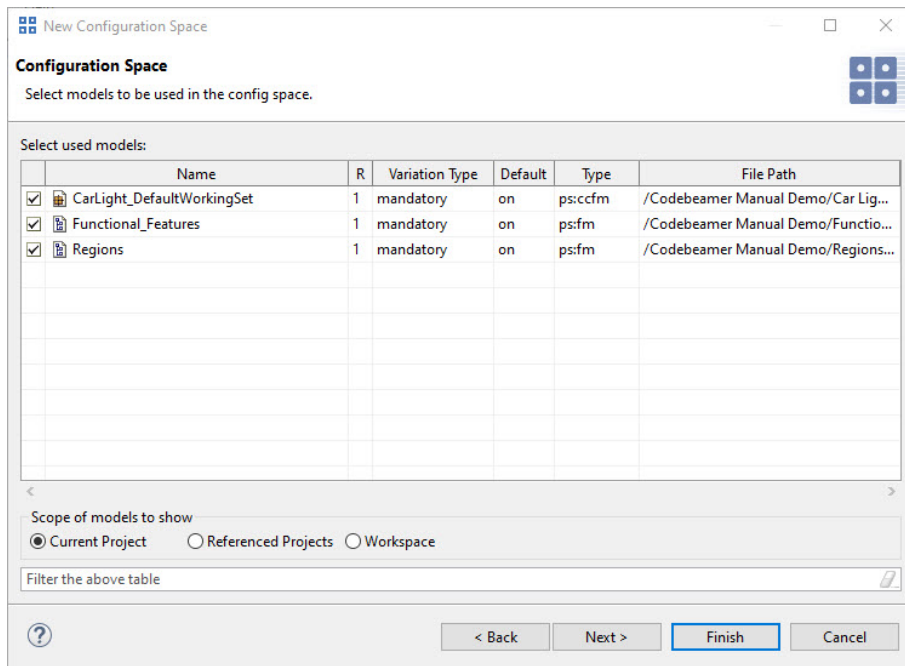 New Configuration Space
Configuration Space
Select models to be used in the config space.
Select used models:
Name R Variation Type Default Type File Path
CarLight_DefaultWorkingSet 1 mandatory on ps:ccfm /Codebeamer Manual Demo/Car Lig...
Functional_Features 1 mandatory on ps:fm /Codebeamer Manual Demo/Functio...
Regions 1 mandatory on ps:fm /Codebeamer Manual Demo/Regions...
Scope of models to show
Current Project Referenced Projects Workspace
Filter the above table
? < Back Next > Finish Cancel